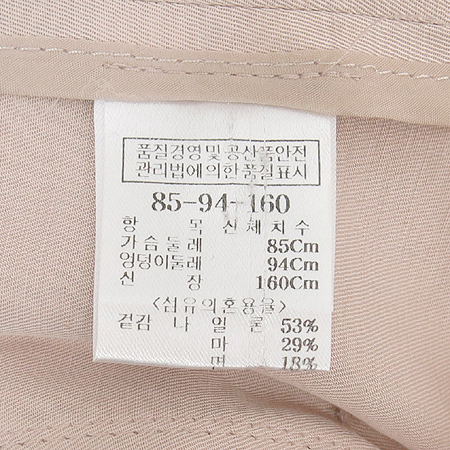 품질경영및공산품안전
관리법에의한품질표시
85-94-160
항 목 신체치수
가슴둘레 85Cm
엉덩이둘레 94Cm
신 장 160Cm
<섬유의혼용율>
겉감 나 일 론 53%
마 29%
면 18%